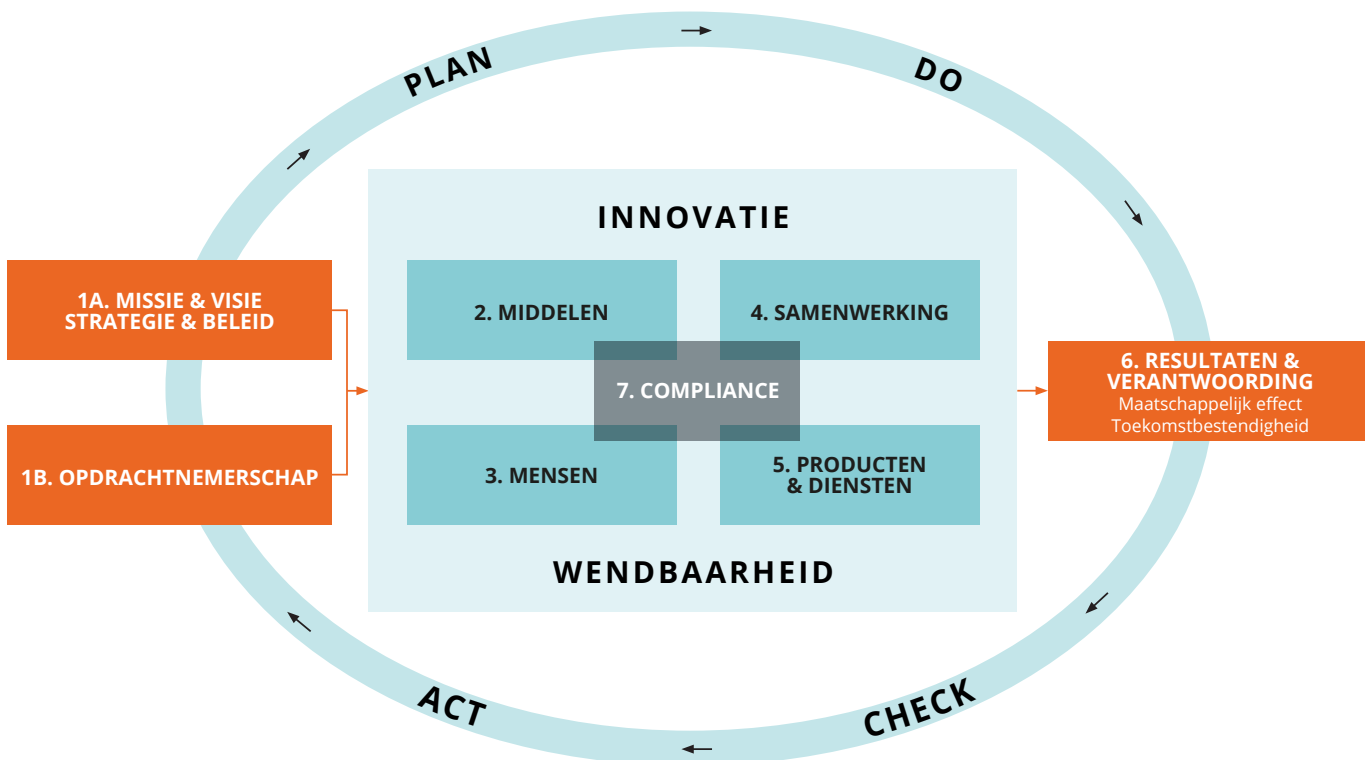 PLAN
DO
INNOVATIE
1A. MISSIE & VISIE
STRATEGIE & BELEID
2. MIDDELEN
4. SAMENWERKING
7. COMPLIANCE
6. RESULTATEN &
VERANTWOORDING
Maatschappelijk effect
Toekomstbestendigheid
1B. OPDRACHTNEMERSCHAP
3. MENSEN
5. PRODUCTEN
& DIENSTEN
WENDBAARHEID
ACT
CHECK